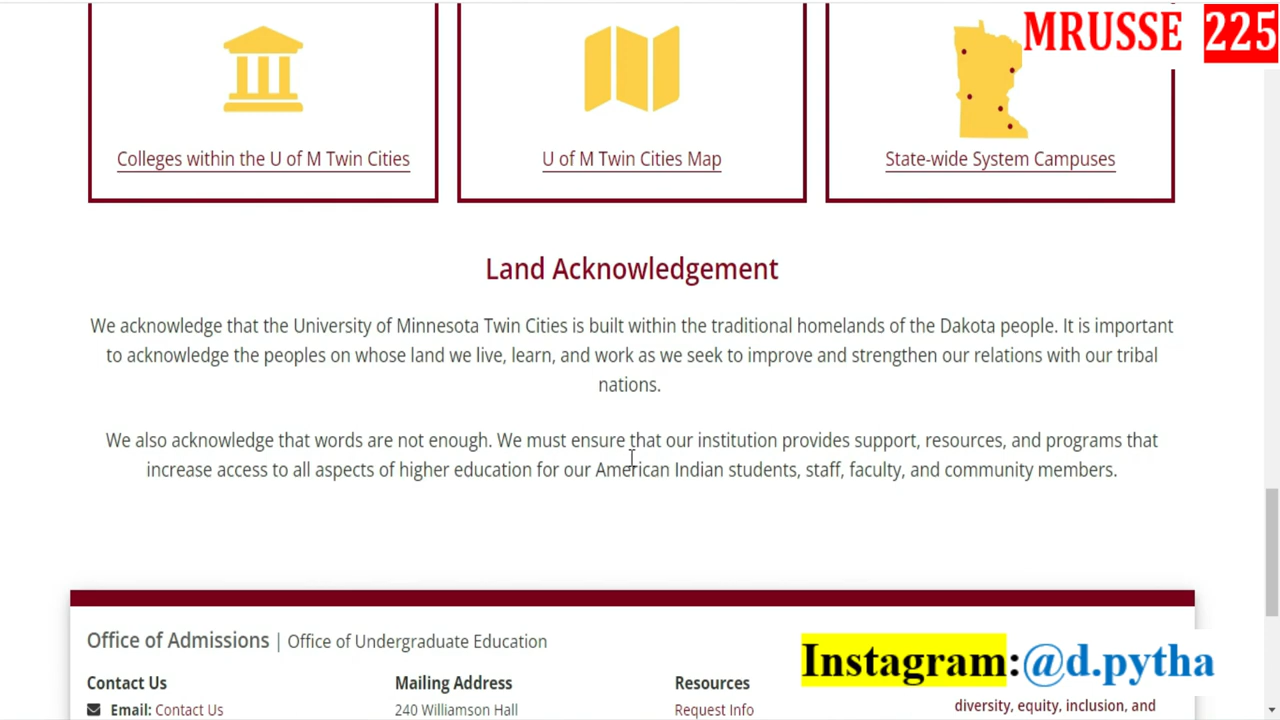 MRUSSE 225
Colleges within the U of M Twin Cities
U of M Twin Cities Map
State-wide System Campuses
Land Acknowledgement
We acknowledge that the University of Minnesota Twin Cities is built within the traditional homelands of the Dakota people. It is important
to acknowledge the peoples on whose land we live, learn, and work as we seek to improve and strengthen our relations with our tribal
nations.
We also acknowledge that words are not enough. We must ensure that our institution provides support, resources, and programs that
increase access to all aspects of higher education for our American Indian students, staff, faculty, and community members.
Office of Admissions | Office of Undergraduate Education
Instagram:@d.pytha
Contact Us
Email: Contact Us
Mailing Address
240 Williamson Hall
Resources
Request Info
diversity, equity, inclusion, and